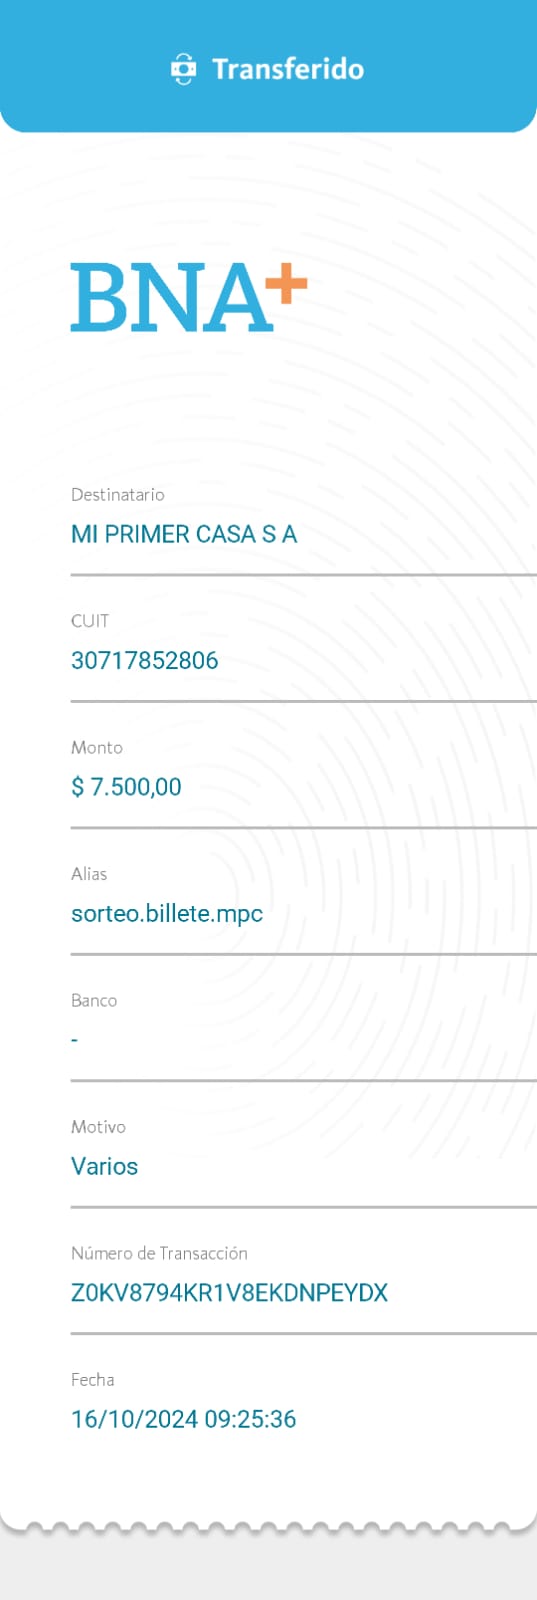 Transferido
BNA+
Destinatario
MI PRIMER CASA S A
CUIT
30717852806
Monto
$ 7.500,00
Alias
sorteo.billete.mpc
Banco
-
Motivo
Varios
Número de Transacción
Z0KV8794KR1V8EKDNPEYDX
Fecha
16/10/2024 09:25:36